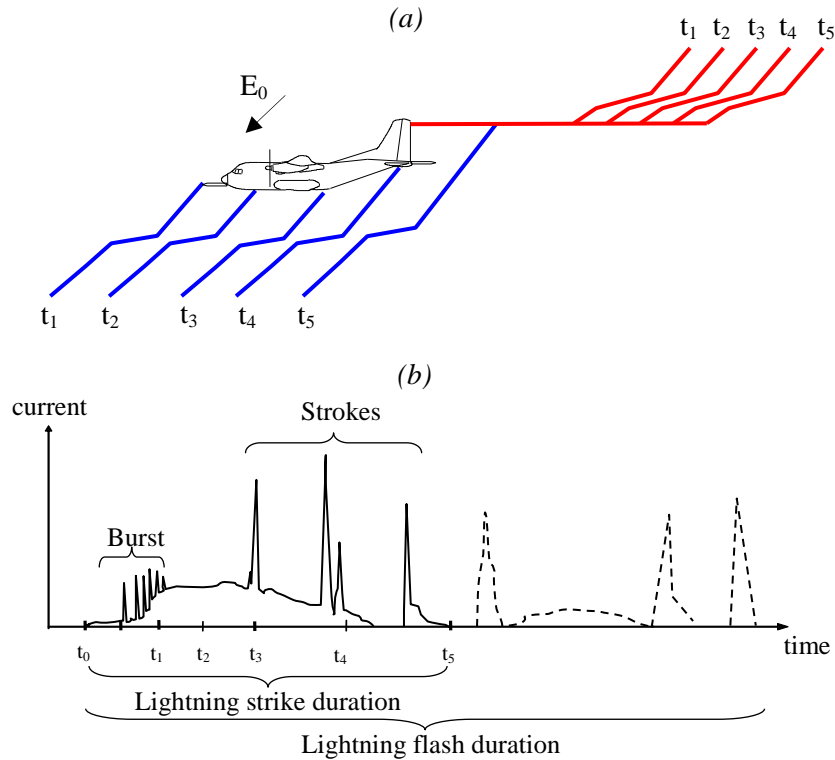 (a)
t₁ t₂ t₃ t₄ t₅
E₀
t₁ t₂ t₃ t₄ t₅
(b)
current
Strokes
Burst
t₀ t₁ t₂ t₃ t₄ t₅
time
Lightning strike duration
Lightning flash duration